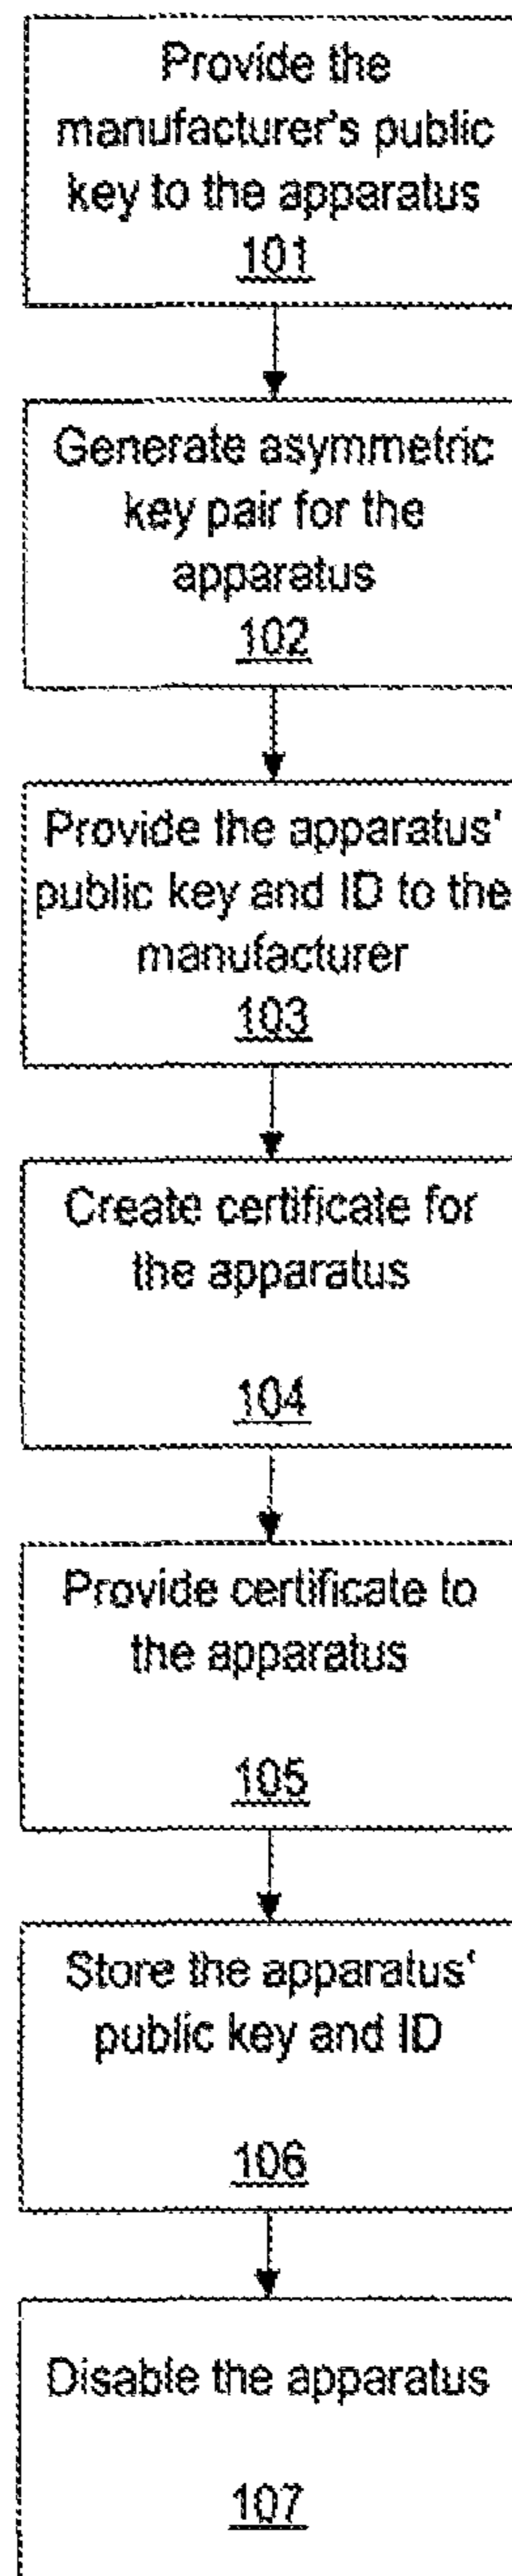 Provide the
manufacturer's public
key to the apparatus
101
Generate asymmetric
key pair for the
apparatus
102
Provide the apparatus'
public key and ID to the
manufacturer
103
Create certificate for
the apparatus
104
Provide certificate to
the apparatus
105
Store the apparatus'
public key and ID
106
Disable the apparatus
107